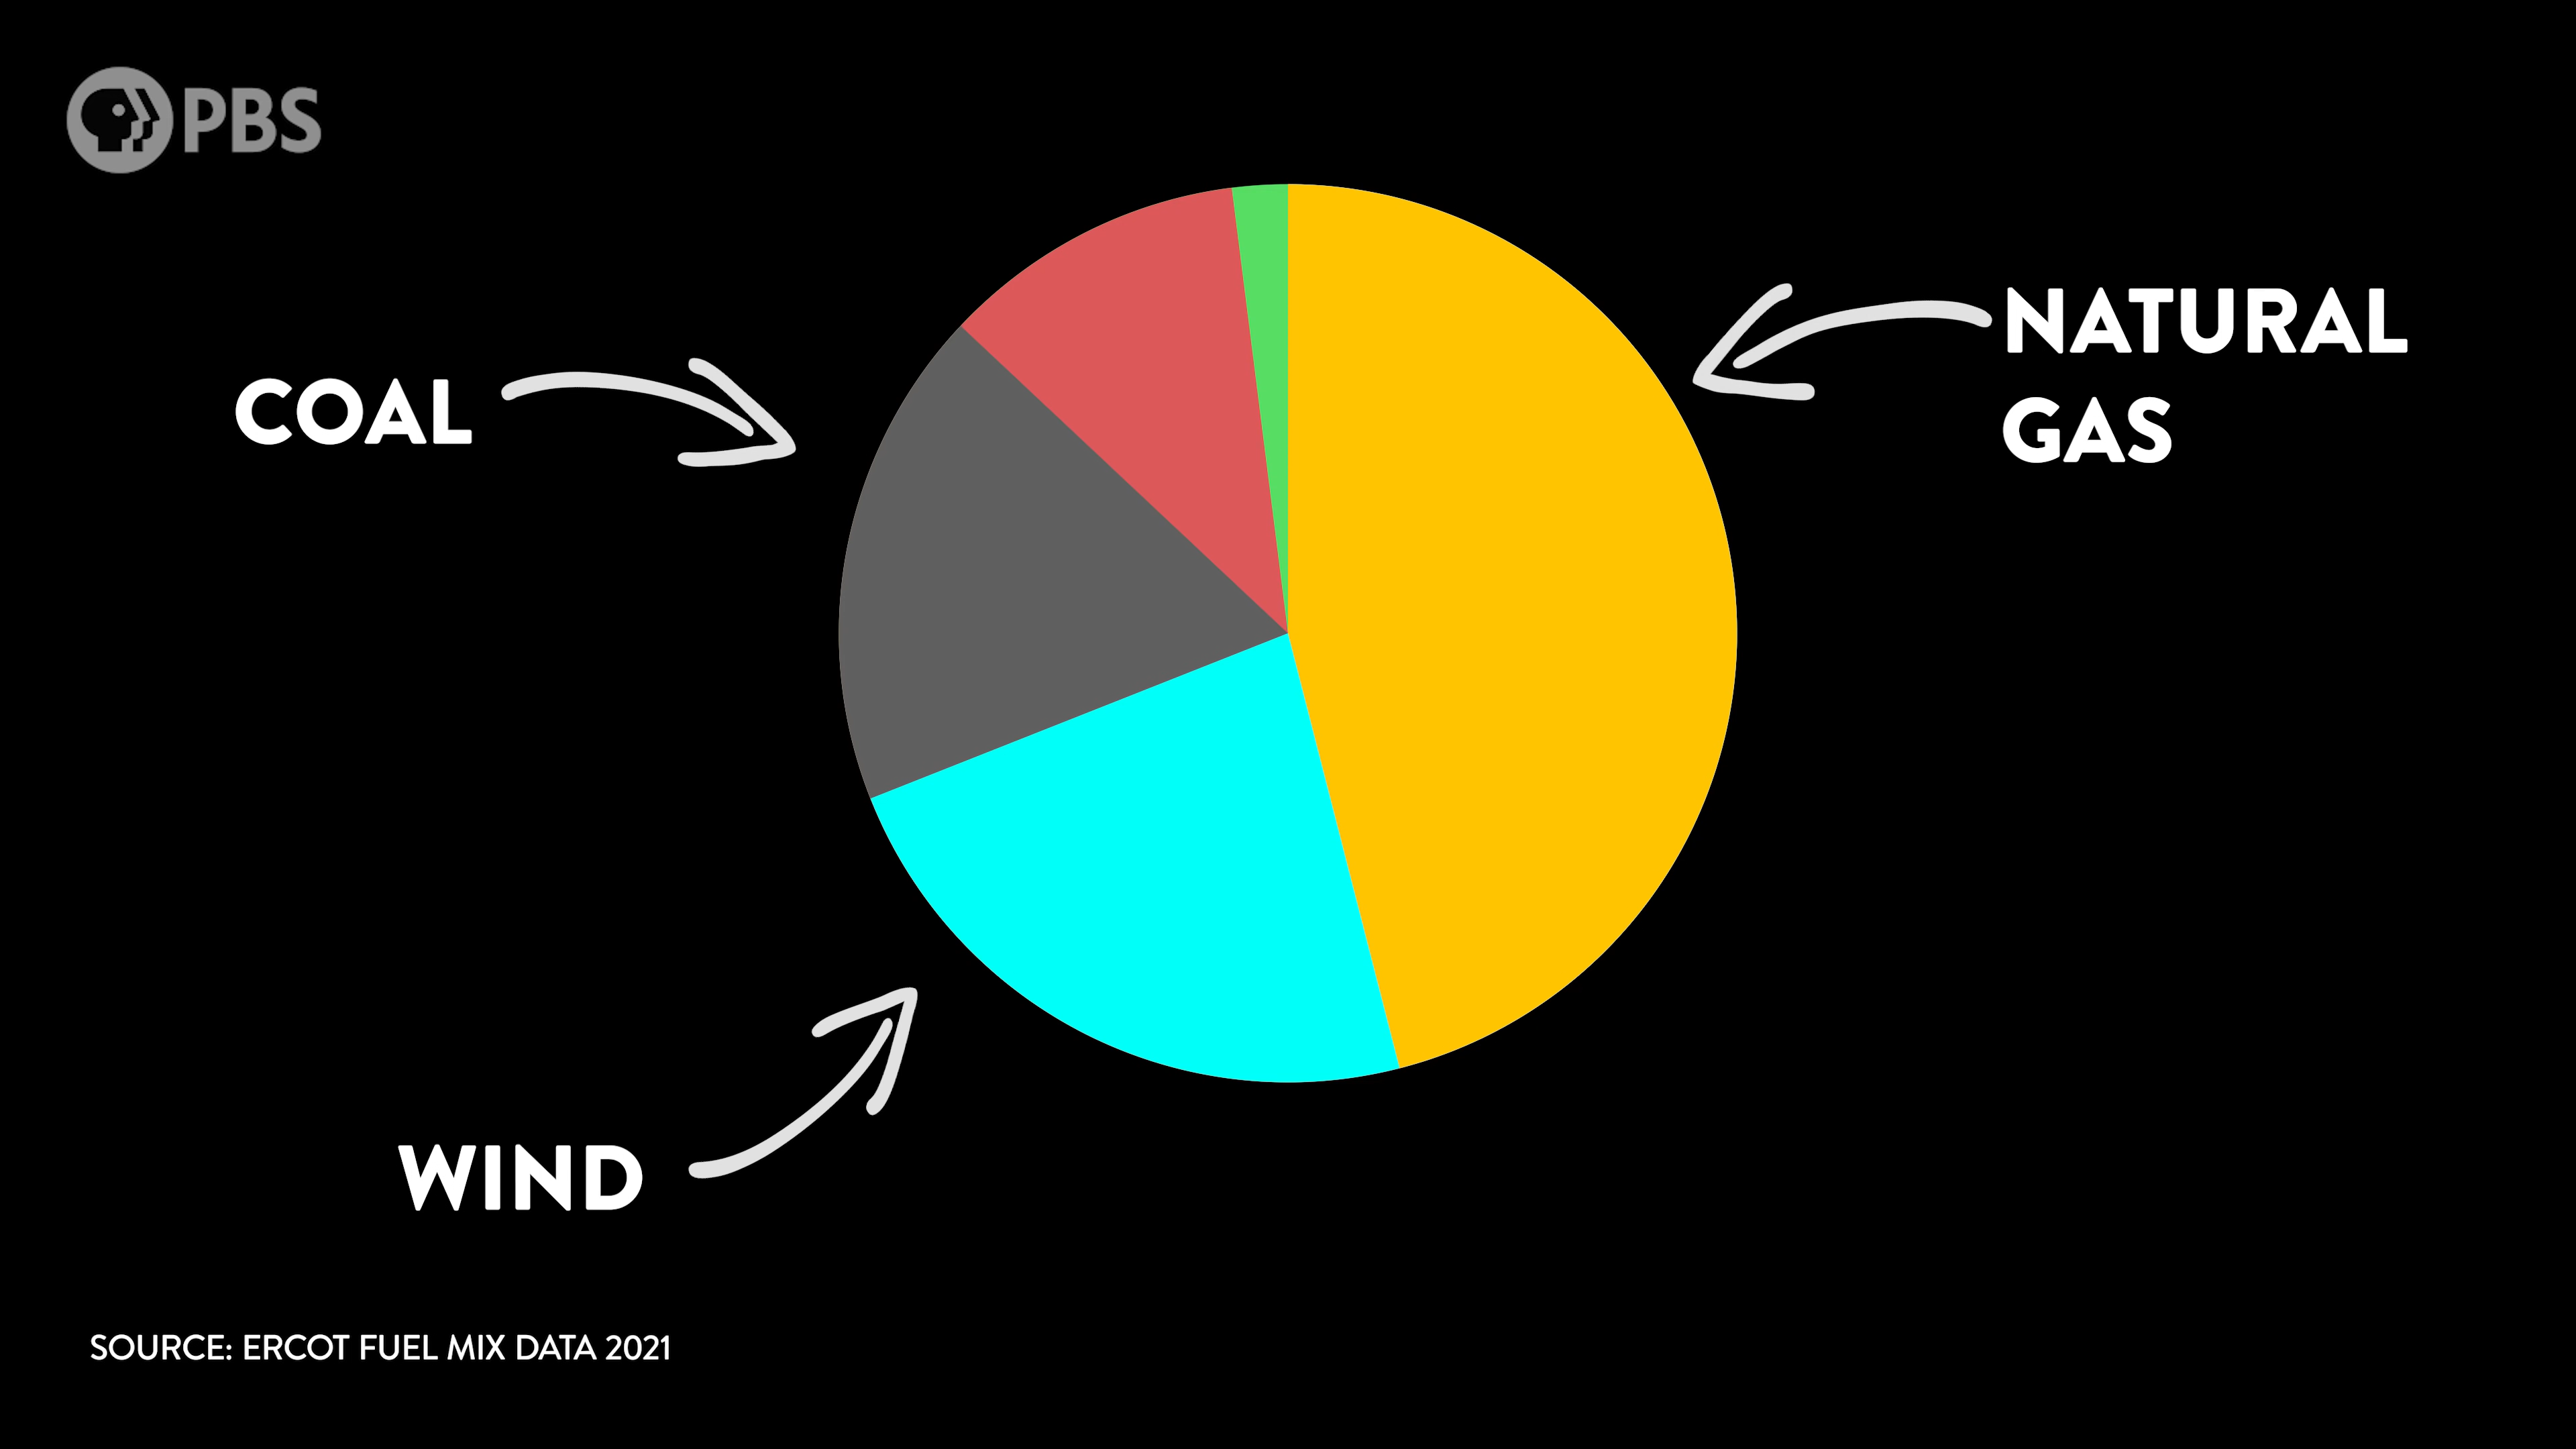 PBS
NATURAL
GAS
COAL
WIND
SOURCE: ERCOT FUEL MIX DATA 2021